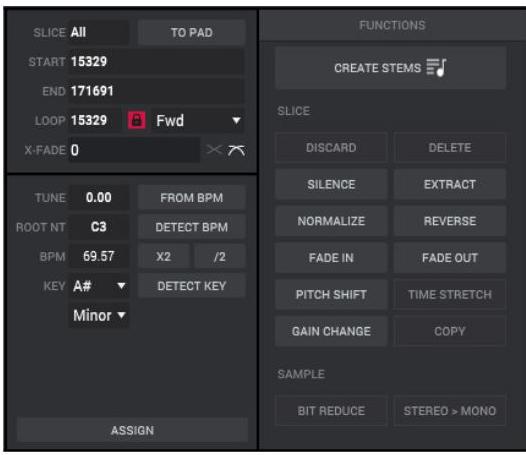 SLICE All TO PAD
START 15329
END 171691
LOOP 15329 Fwd
X-FADE 0
TUNE 0.00 FROM BPM
ROOT NT C3 DETECT BPM
BPM 69.57 X2 /2
KEY A# DETECT KEY
Minor
ASSIGN
FUNCTIONS
CREATE STEMS
SLICE
DISCARD DELETE
SILENCE EXTRACT
NORMALIZE REVERSE
FADE IN FADE OUT
PITCH SHIFT TIME STRETCH
GAIN CHANGE COPY
SAMPLE
BIT REDUCE STEREO > MONO